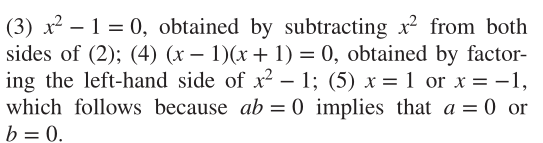 (3) x² − 1 = 0, obtained by subtracting x² from both
sides of (2); (4) (x − 1)(x + 1) = 0, obtained by factor-
ing the left-hand side of x² − 1; (5) x = 1 or x = −1,
which follows because ab = 0 implies that a = 0 or
b = 0.